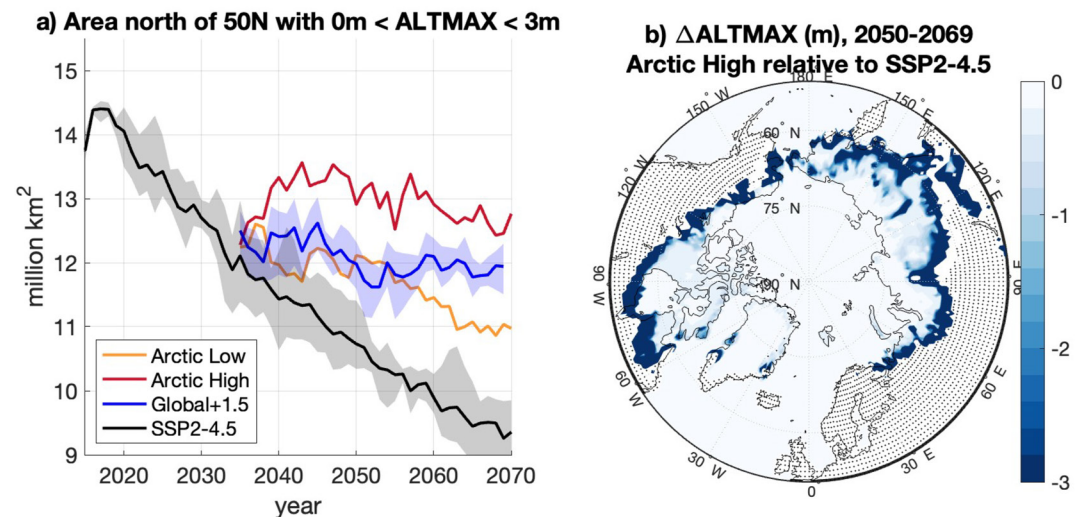 a) Area north of 50N with 0m < ALTMAX < 3m
15
14
13
12
11
10
9
million km²
Arctic Low
Arctic High
Global+1.5
SSP2-4.5
2020
2030
2040
2050
2060
2070
year
b) △ALTMAX (m), 2050-2069
Arctic High relative to SSP2-4.5
180° E
150° W
150° E
60° N
120° W
120° E
75° N
90° W
90° N
90° E
60° W
60° E
30° W
30° E
0
0
-1
-2
-3